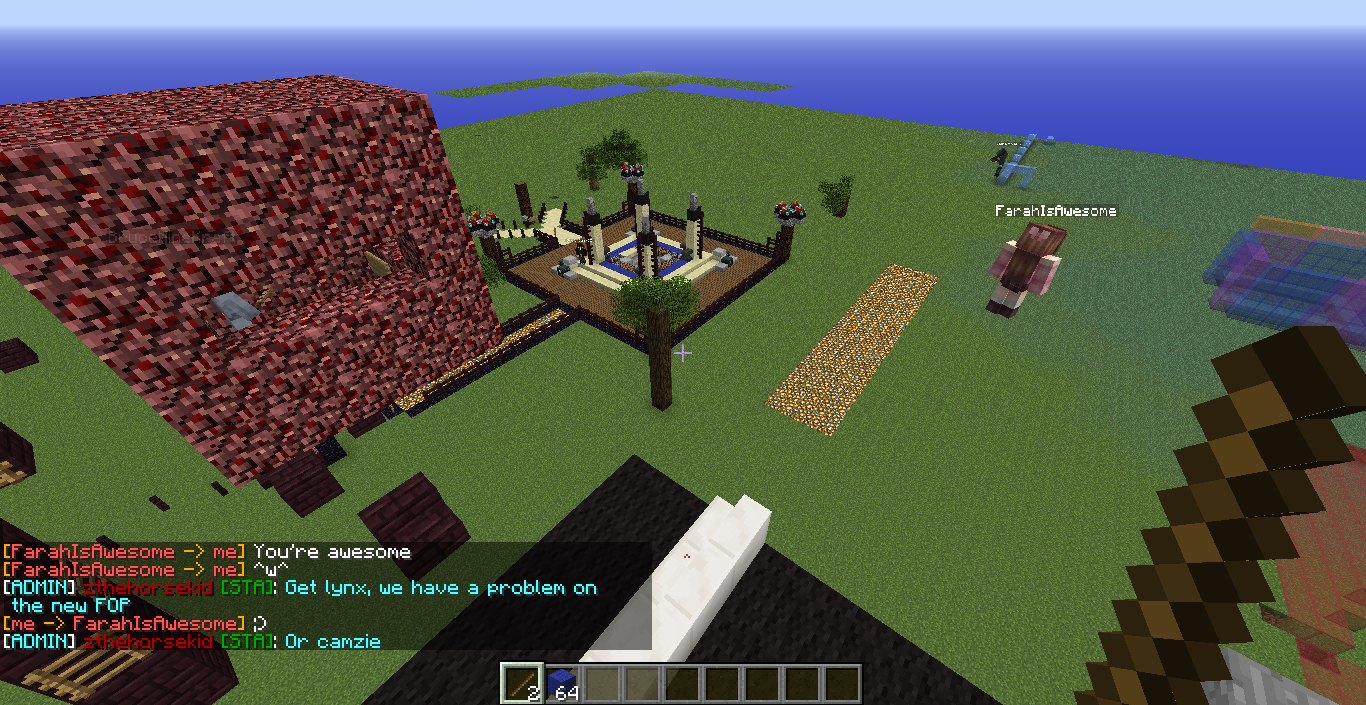 FarahIsAwesome
[FarahIsAwesome -> me] You're awesome
[FarahIsAwesome -> me] ^w^
[ADMIN] zthehorsekid [STA]: Get lynx, we have a problem on
the new FOP
[me -> FarahIsAwesome] ;D
[ADMIN] zthehorsekid [STA]: Or camzie
2
64